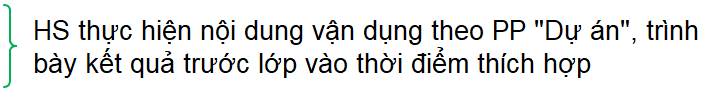 HS thực hiện nội dung vận dụng theo PP "Dự án", trình
bày kết quả trước lớp vào thời điểm thích hợp